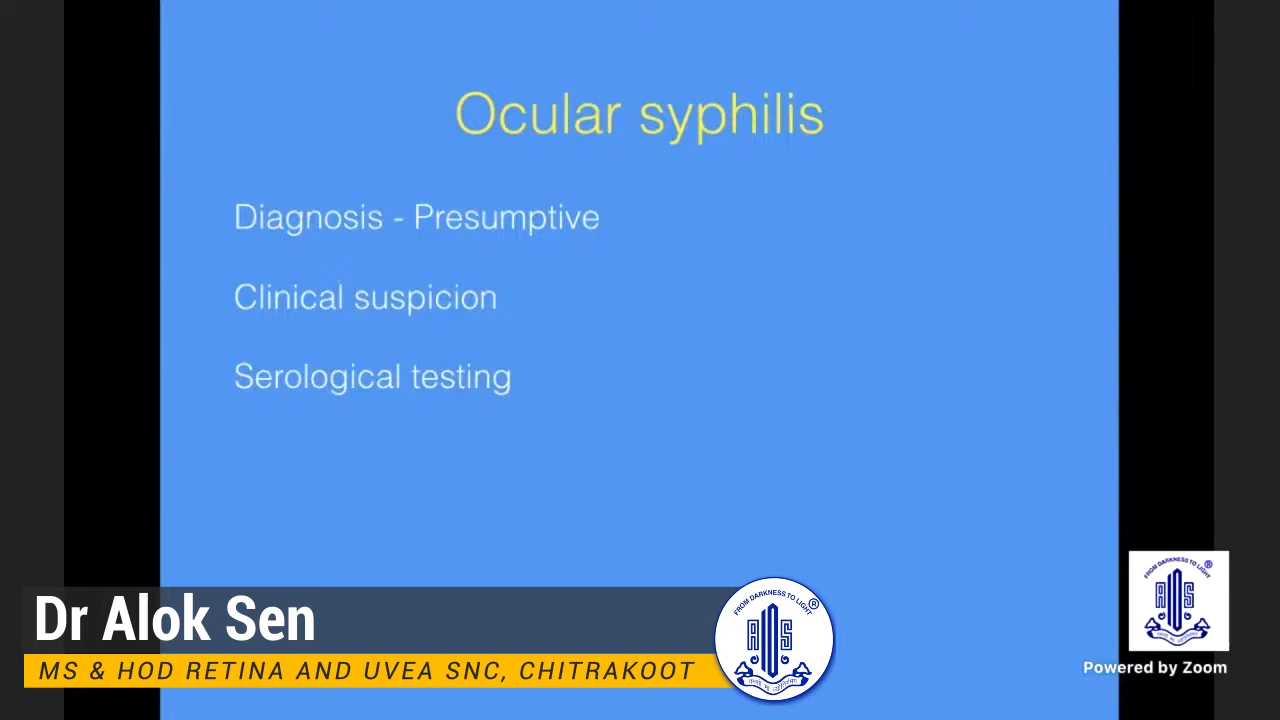 Ocular syphilis
Diagnosis - Presumptive
Clinical suspicion
Serological testing
Dr Alok Sen
MS & HOD RETINA AND UVEA SNC, CHITRAKOOT
FROM DARKNESS TO LIGHT
®
FROM DARKNESS TO LIGHT
®
Powered by Zoom